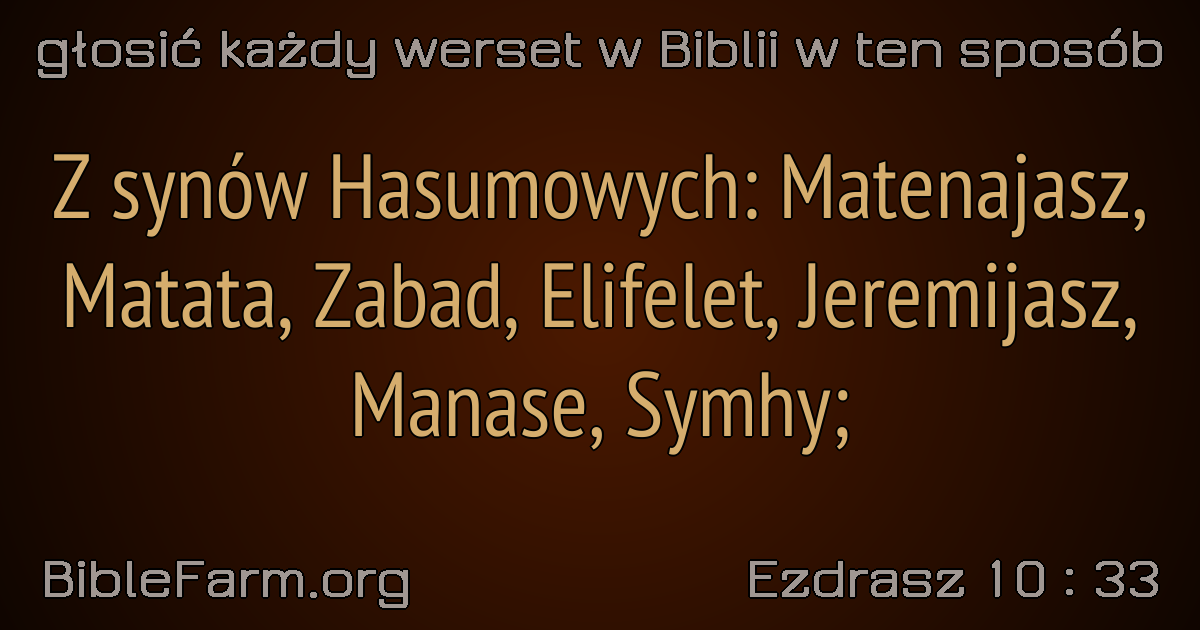 głosić każdy werset w Biblii w ten sposób
Z synów Hasumowych: Matenajasz,
Matata, Zabad, Elifelet, Jeremijasz,
Manase, Symhy;
BibleFarm.org
Ezdrasz 10 : 33